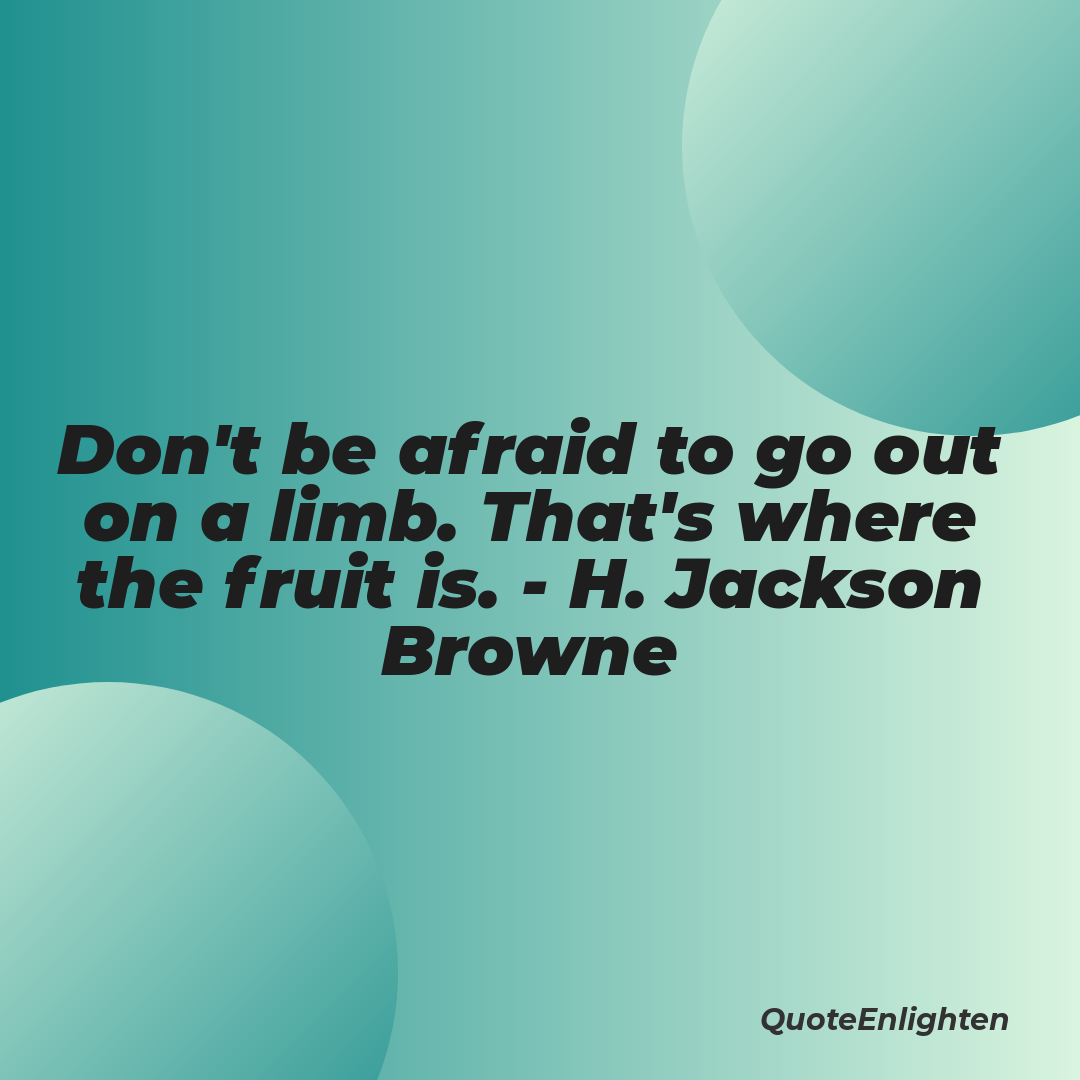 Don't be afraid to go out
on a limb. That's where
the fruit is. - H. Jackson
Browne
QuoteEnlighten